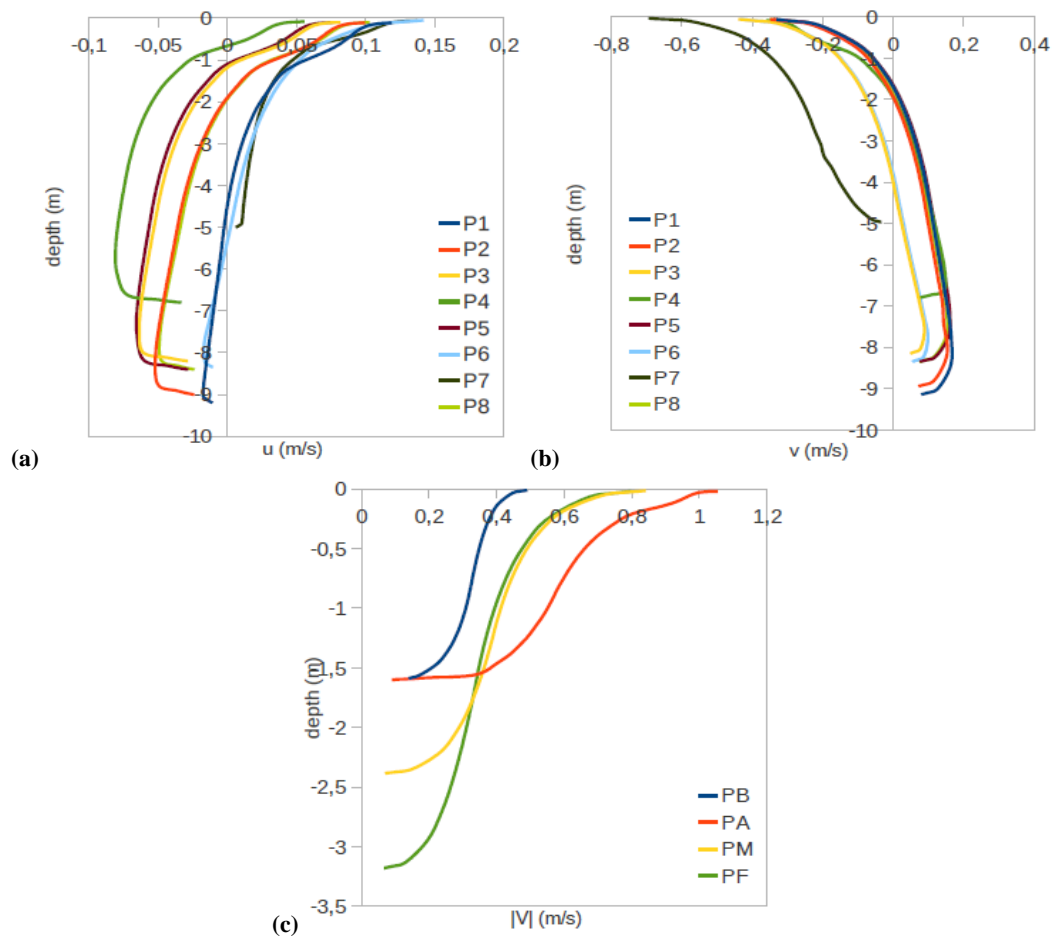 -0,1 -0,05 0 0,05 0,1 0,15 0,2
0
-1
-2
-3
-4
-5
-6
-7
-8
-9
-10
depth (m)
u (m/s)
P1
P2
P3
P4
P5
P6
P7
P8
(a)
-0,8 -0,6 -0,4 -0,2 0 0,2 0,4
0
-1
-2
-3
-4
-5
-6
-7
-8
-9
-10
depth (m)
v (m/s)
P1
P2
P3
P4
P5
P6
P7
P8
(b)
0 0,2 0,4 0,6 0,8 1 1,2
0
-0,5
-1
-1,5
-2
-2,5
-3
-3,5
depth (m)
|V| (m/s)
PB
PA
PM
PF
(c)